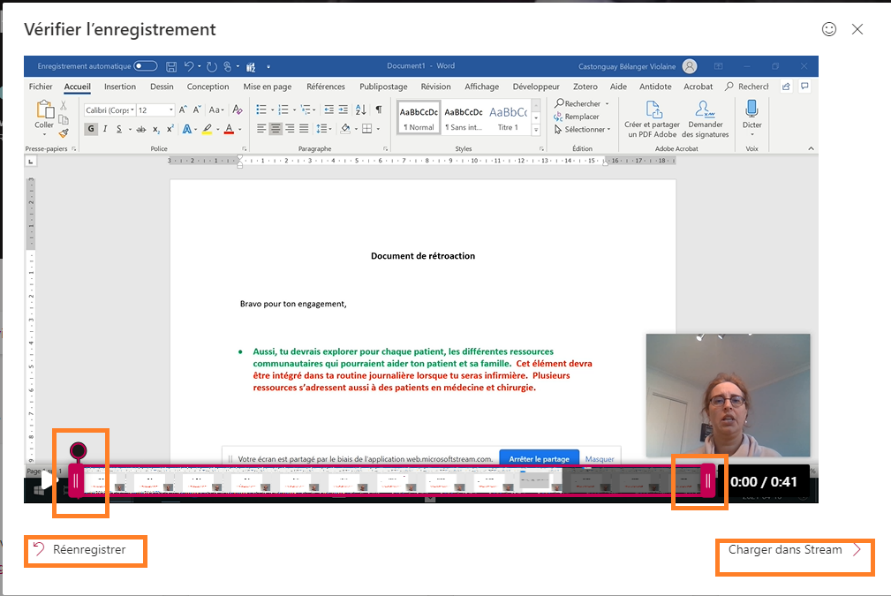 Vérifier l'enregistrement
Enregistrement automatique
Document1 - Word
Castonguay Bélanger Violaine
Fichier Accueil Insertion Dessin Conception Mise en page Références Publipostage Révision Affichage Développeur Zotero Aide Antidote Acrobat Recherch
Coller
Calibri (Corps 12
G I S ab x₂ x²
AaBbCcDc AaBbCcDc AaBbCc
¶ Normal ¶ Sans int... Titre 1
Rechercher
Remplacer
Sélectionner
Créer et partager un PDF Adobe
Demander des signatures
Dicter
Presse-papiers Police Paragraphe Styles Édition Adobe Acrobat Voix
Document de rétroaction
Bravo pour ton engagement,
• Aussi, tu devrais explorer pour chaque patient, les différentes ressources
communautaires qui pourraient aider ton patient et sa famille. Cet élément devra
être intégré dans ta routine journalière lorsque tu seras infirmière. Plusieurs
ressources s'adressent aussi à des patients en médecine et chirurgie.
Votre écran est partagé par le biais de l'application web.microsoftstream.com. Arrêter le partage Masquer
0:00 / 0:41
Réenregistrer
Charger dans Stream